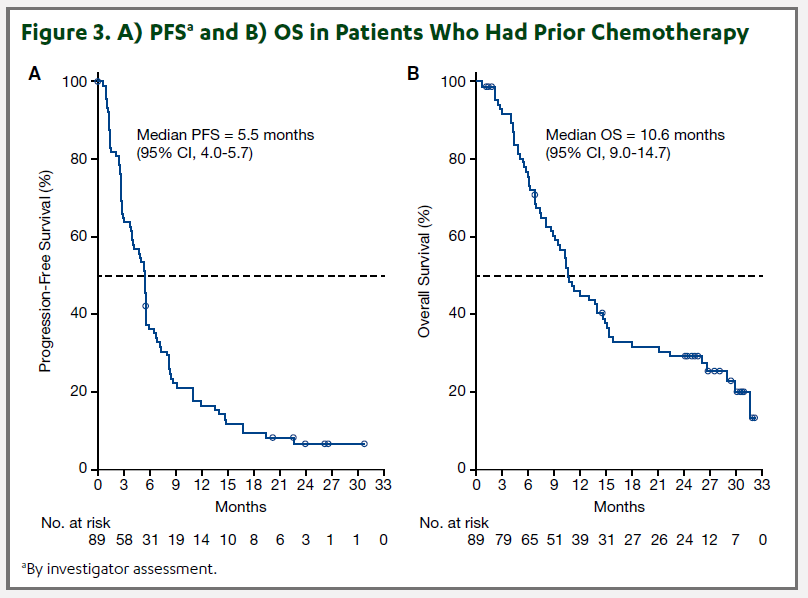 Figure 3. A) PFSᵃ and B) OS in Patients Who Had Prior Chemotherapy
A
Progression-Free Survival (%)
100
80
60
40
20
0
Median PFS = 5.5 months
(95% CI, 4.0-5.7)
0 3 6 9 12 15 18 21 24 27 30 33
Months
No. at risk
89 58 31 19 14 10 8 6 3 1 1 0
B
Overall Survival (%)
100
80
60
40
20
0
Median OS = 10.6 months
(95% CI, 9.0-14.7)
0 3 6 9 12 15 18 21 24 27 30 33
Months
No. at risk
89 79 65 51 39 31 27 26 24 12 7 0
ᵃBy investigator assessment.